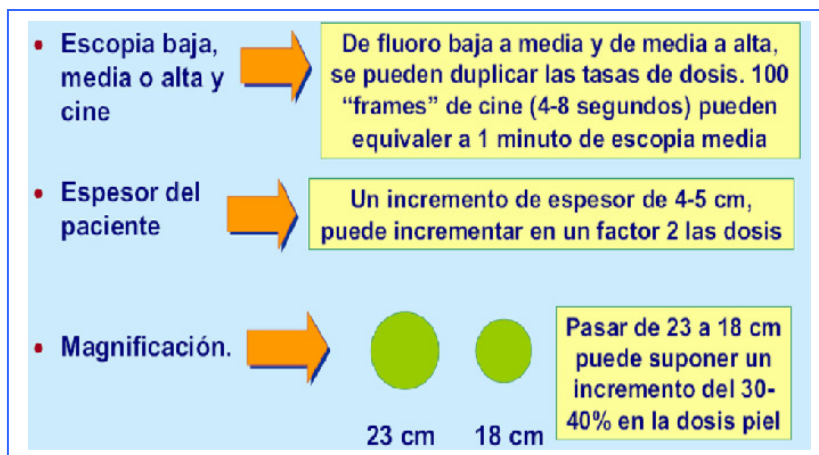 • Escopia baja,
media o alta y
cine
De fluoro baja a media y de media a alta,
se pueden duplicar las tasas de dosis. 100
“frames” de cine (4-8 segundos) pueden
equivaler a 1 minuto de escopia media
• Espesor del
paciente
Un incremento de espesor de 4-5 cm,
puede incrementar en un factor 2 las dosis
• Magnificación.
23 cm
18 cm
Pasar de 23 a 18 cm
puede suponer un
incremento del 30-
40% en la dosis piel